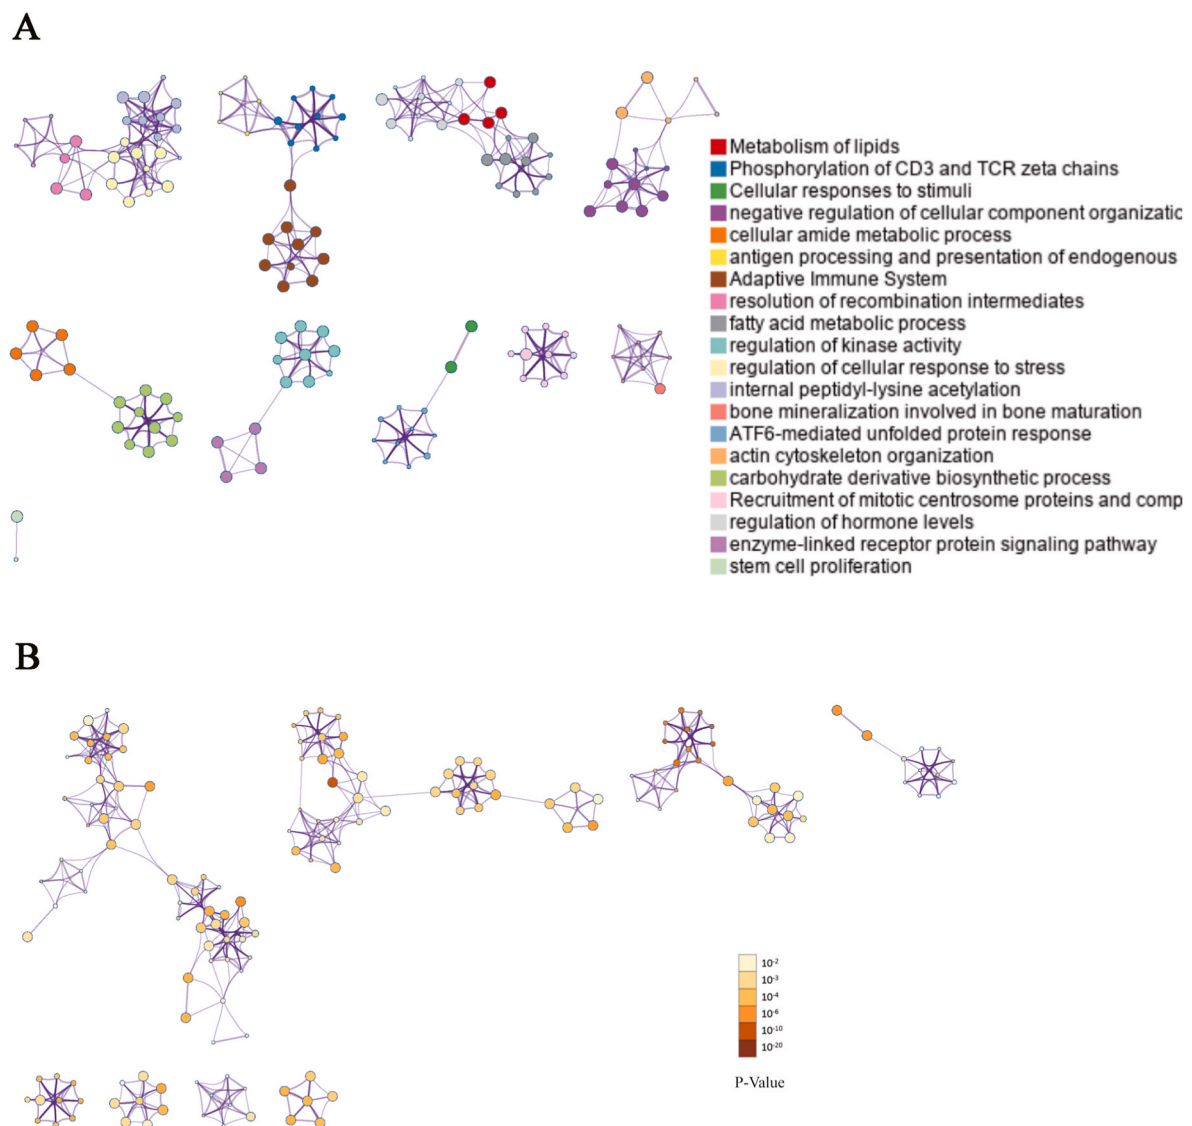 A
Metabolism of lipids
Phosphorylation of CD3 and TCR zeta chains
Cellular responses to stimuli
negative regulation of cellular component organizatic
cellular amide metabolic process
antigen processing and presentation of endogenous
Adaptive Immune System
resolution of recombination intermediates
fatty acid metabolic process
regulation of kinase activity
regulation of cellular response to stress
internal peptidyl-lysine acetylation
bone mineralization involved in bone maturation
ATF6-mediated unfolded protein response
actin cytoskeleton organization
carbohydrate derivative biosynthetic process
Recruitment of mitotic centrosome proteins and comp
regulation of hormone levels
enzyme-linked receptor protein signaling pathway
stem cell proliferation
B
10⁻²
10⁻³
10⁻⁴
10⁻⁶
10⁻¹⁰
10⁻²⁰
P-Value